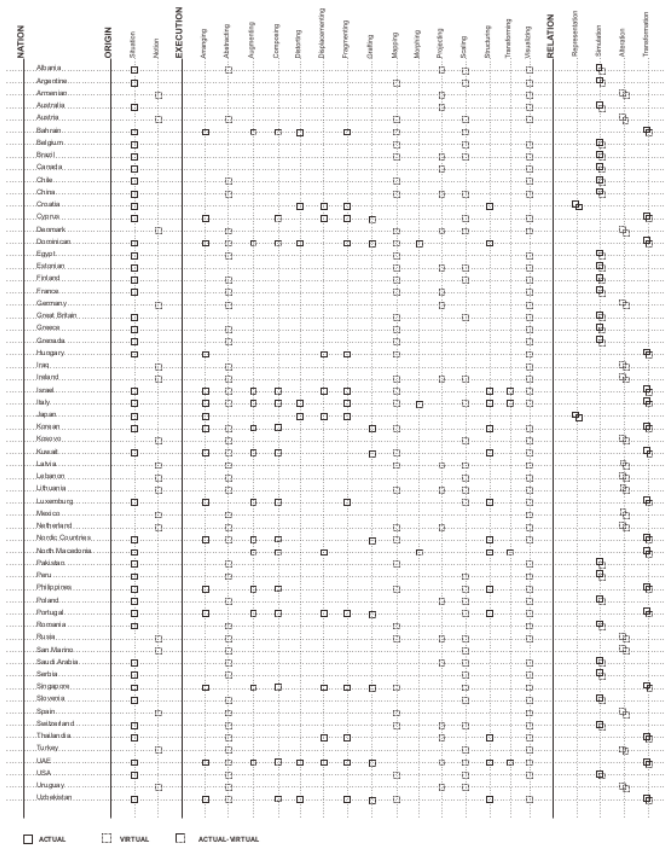 NATION
ORIGIN
Situation
Notion
EXECUTION
Arranging
Abstracting
Augmenting
Composing
Distorting
Displacementing
Fragmenting
Grafting
Mapping
Morphing
Projecting
Scaling
Structuring
Transforming
Visualizing
RELATION
Representation
Simulation
Alteration
Transformation
Albania
Argentine
Armenian
Australia
Austria
Bahrain
Belgium
Brazil
Canada
Chile
China
Croatia
Cyprus
Denmark
Dominican
Egypt
Estonian
Finland
France
Germany
Great Britain
Greece
Grenada
Hungary
Iraq
Ireland
Israel
Italy
Japan
Korean
Kosovo
Kuwait
Latvia
Lebanon
Lithuania
Luxemburg
Mexico
Netherland
Nordic Countries
North Macedonia
Pakistan
Peru
Philippines
Poland
Portugal
Romania
Rusia
San Marino
Saudi Arabia
Serbia
Singapore
Slovenia
Spain
Switzerland
Thailandia
Turkey
UAE
USA
Uruguay
Uzbekistan
ACTUAL
VIRTUAL
ACTUAL-VIRTUAL